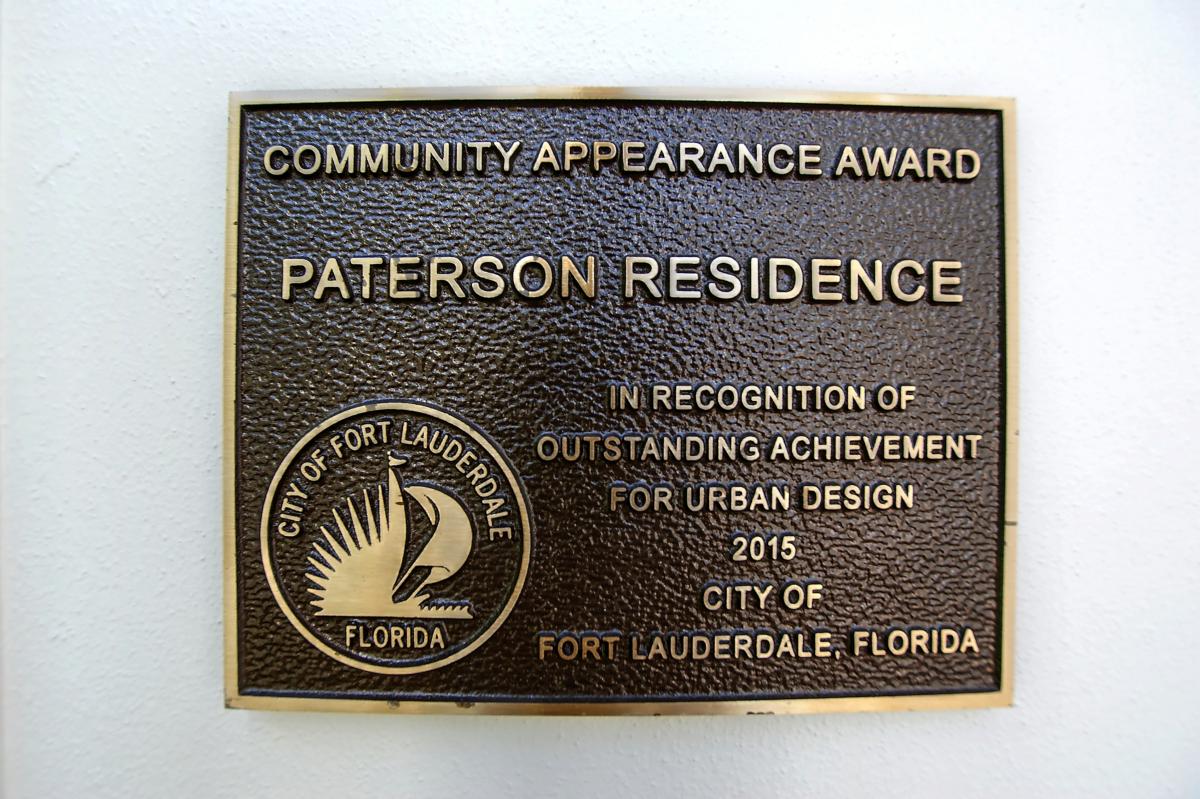 COMMUNITY APPEARANCE AWARD
PATERSON RESIDENCE
IN RECOGNITION OF
OUTSTANDING ACHIEVEMENT
FOR URBAN DESIGN
2015
CITY OF
FORT LAUDERDALE, FLORIDA
CITY OF FORT LAUDERDALE
FLORIDA